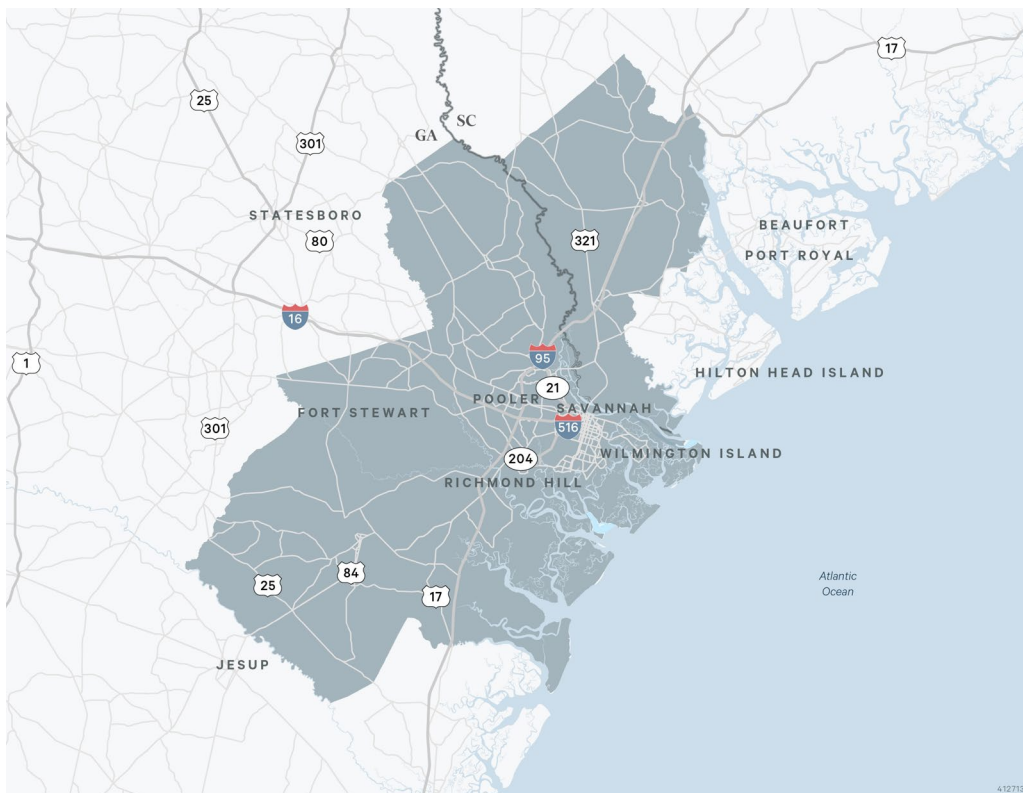 17
25
GA
SC
301
STATESBORO
80
321
BEAUFORT
PORT ROYAL
16
95
1
HILTON HEAD ISLAND
21
POOLER
SAVANNAH
FORT STEWART
516
301
204
WILMINGTON ISLAND
RICHMOND HILL
84
25
17
Atlantic
Ocean
JESUP
412713